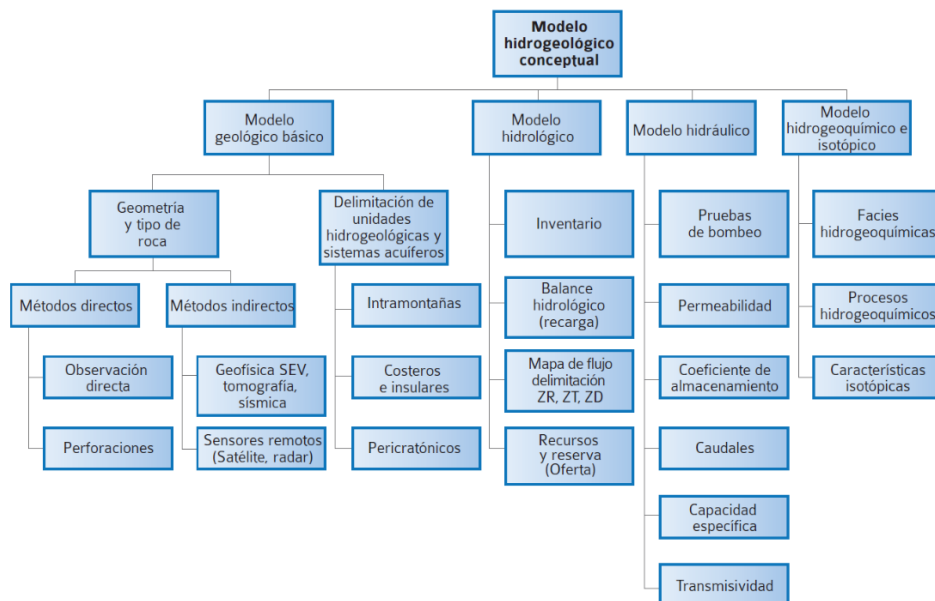 Modelo
hidrogeológico
conceptual
Modelo
geológico básico
Modelo
hidrológico
Modelo hidráulico
Modelo
hidrogeoquímico e
isotópico
Geometría
y tipo de
roca
Delimitación de
unidades
hidrogeológicas y
sistemas acuíferos
Inventario
Pruebas
de bombeo
Facies
hidrogeoquímicas
Métodos directos
Métodos indirectos
Intramontañas
Balance
hidrológico
(recarga)
Permeabilidad
Procesos
hidrogeoquímicos
Observación
directa
Geofísica SEV,
tomografía,
sísmica
Costeros
e insulares
Mapa de flujo
delimitación
ZR, ZT, ZD
Coeficiente de
almacenamiento
Características
isotópicas
Perforaciones
Sensores remotos
(Satélite, radar)
Pericratónicos
Recursos
y reserva
(Oferta)
Caudales
Capacidad
específica
Transmisividad